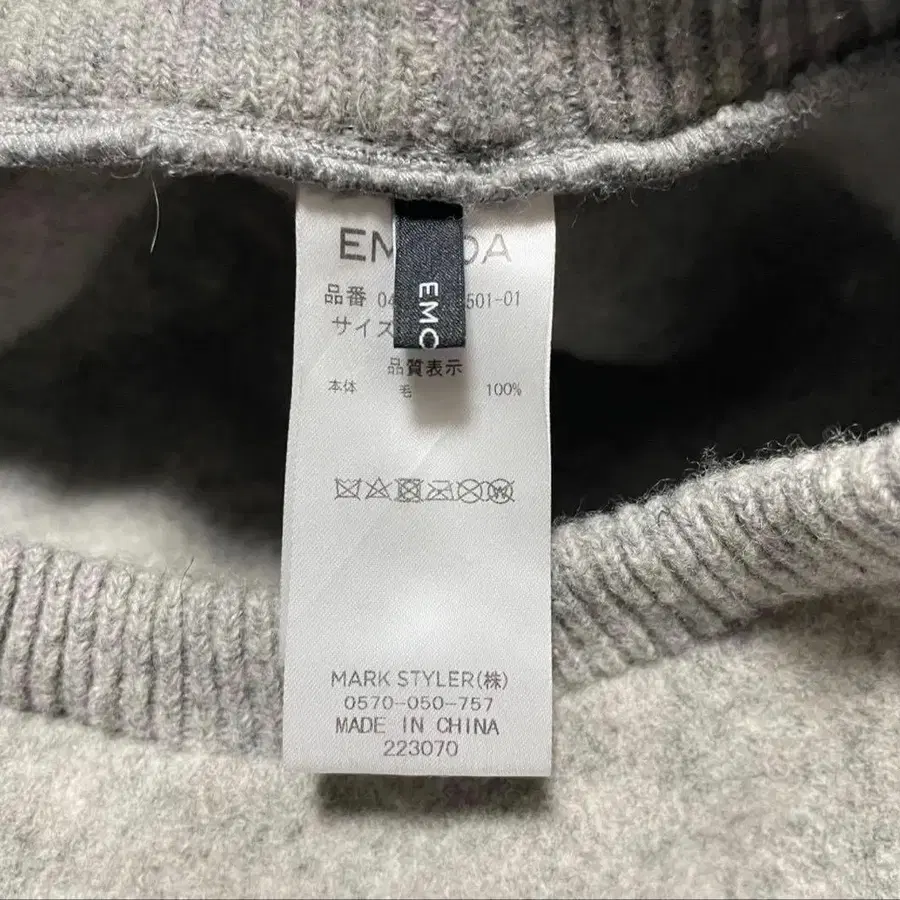 EM OA
EMO
品番 04 501-01
サイズ
品質表示
本体 毛 100%
MARK STYLER(株)
0570-050-757
MADE IN CHINA
223070